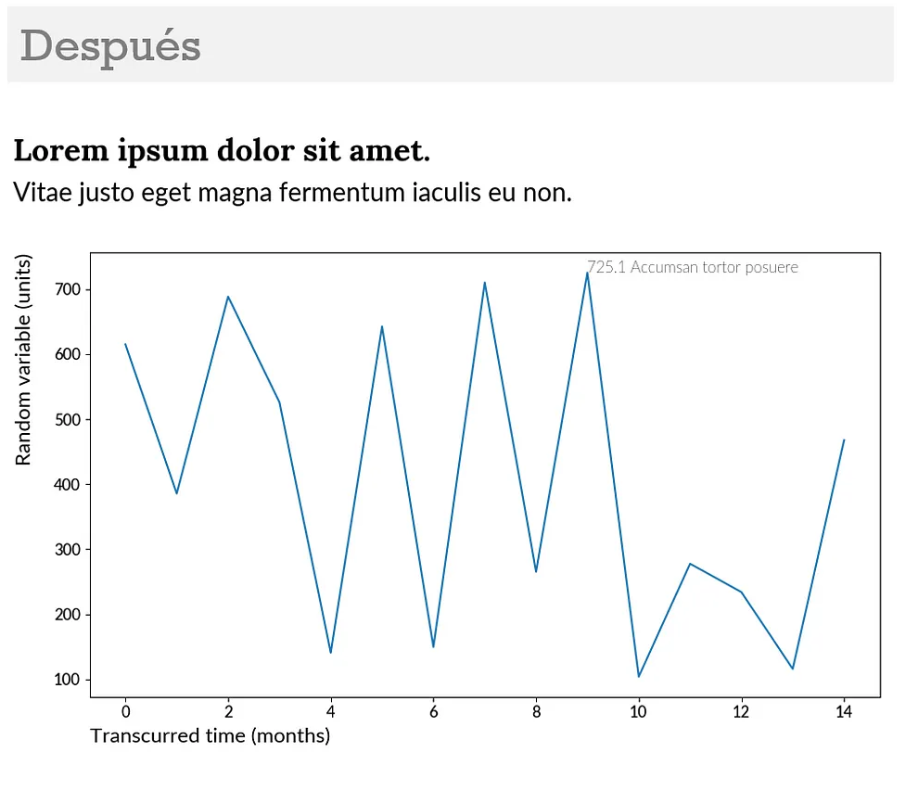 Después
Lorem ipsum dolor sit amet.
Vitae justo eget magna fermentum iaculis eu non.
Random variable (units)
725.1 Accumsan tortor posuere
700
600
500
400
300
200
100
0 2 4 6 8 10 12 14
Transcurred time (months)